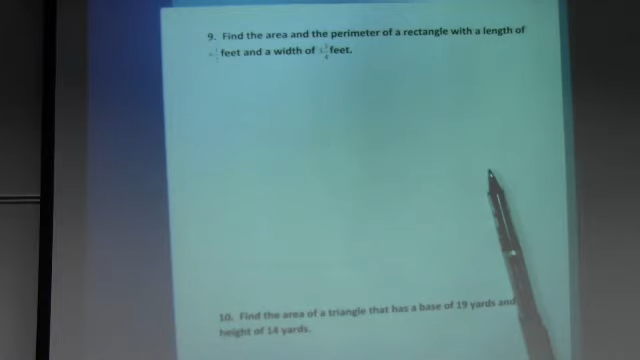 9. Find the area and the perimeter of a rectangle with a length of
feet and a width of feet.
10. Find the area of a triangle that has a base of 19 yards and
height of 14 yards.